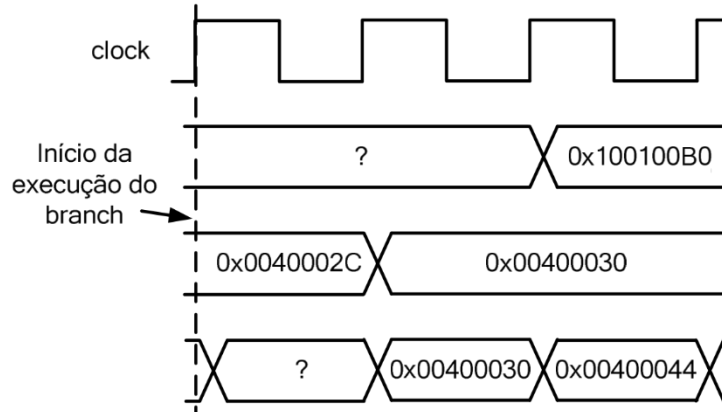 clock
Início da
execução do
branch
?
0x100100B0
0x0040002C
0x00400030
?
0x00400030
0x00400044